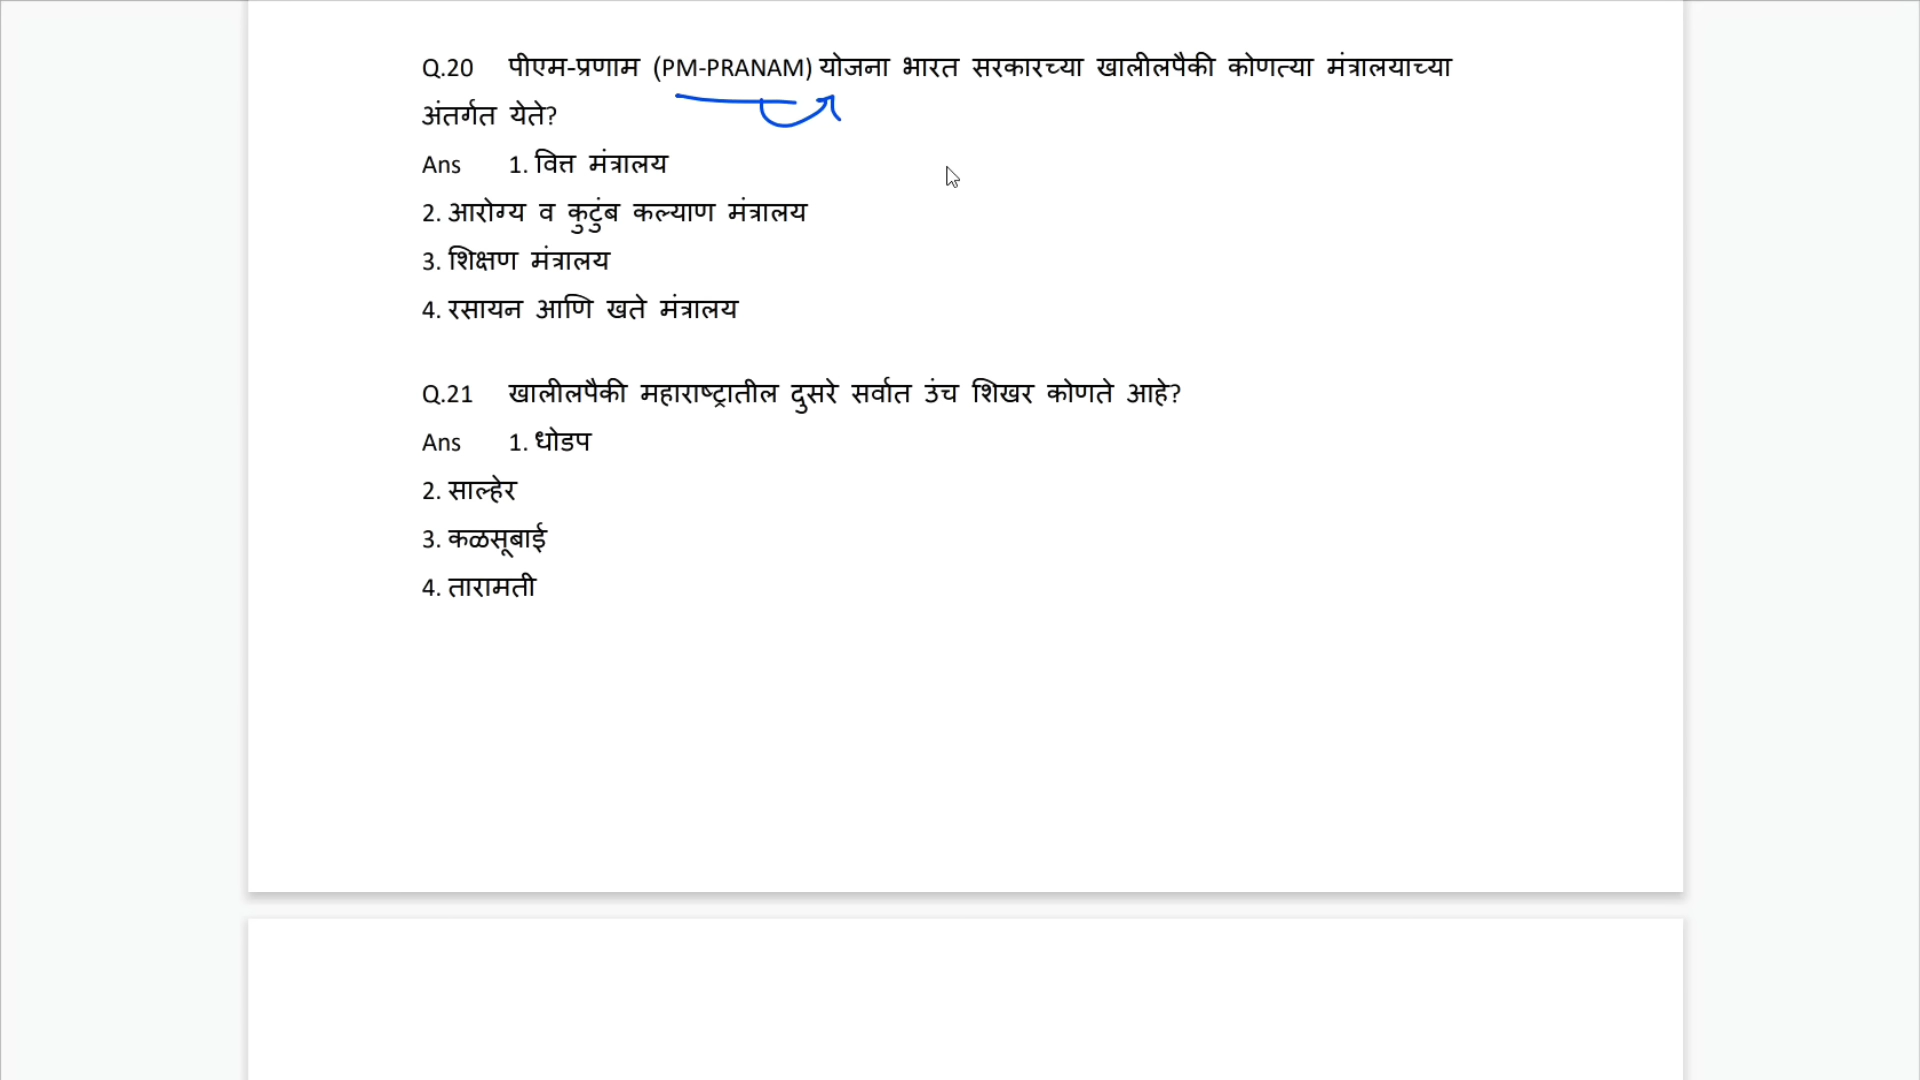 Q.20 पीएम-प्रणाम (PM-PRANAM) योजना भारत सरकारच्या खालीलपैकी कोणत्या मंत्रालयाच्या
अंतर्गत येते?
Ans 1. वित्त मंत्रालय
2. आरोग्य व कुटुंब कल्याण मंत्रालय
3. शिक्षण मंत्रालय
4. रसायन आणि खते मंत्रालय
Q.21 खालीलपैकी महाराष्ट्रातील दुसरे सर्वात उंच शिखर कोणते आहे?
Ans 1. धोडप
2. साल्हेर
3. कळसूबाई
4. तारामती